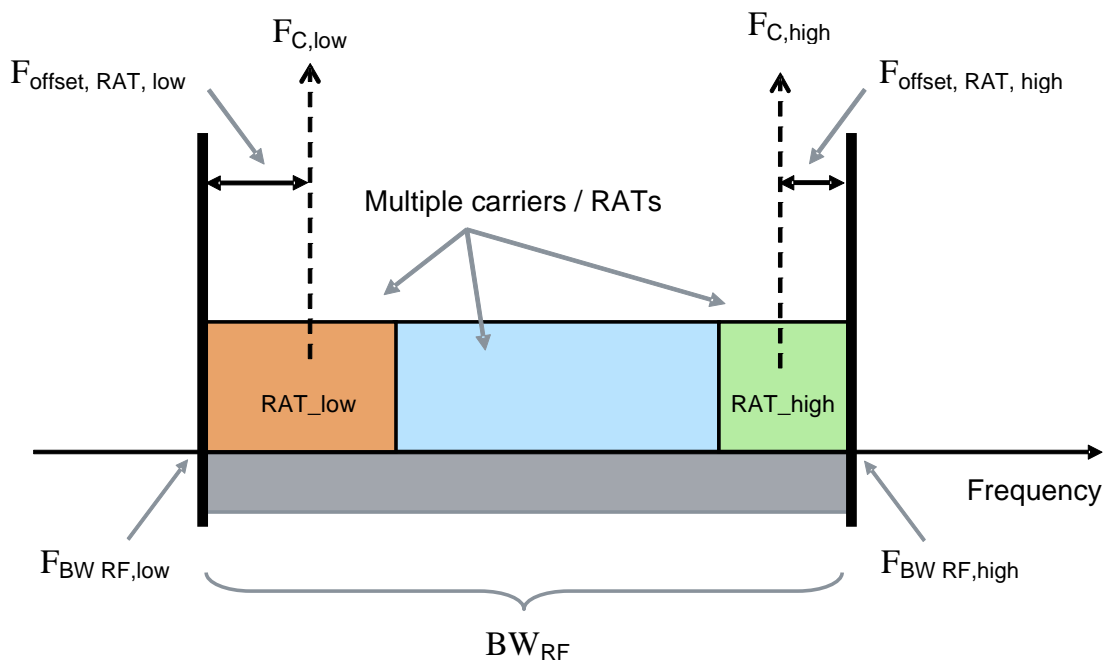 F_C,low
F_C,high
F_offset, RAT, low
F_offset, RAT, high
Multiple carriers / RATs
RAT_low
RAT_high
Frequency
F_BW RF,low
F_BW RF,high
BW_RF